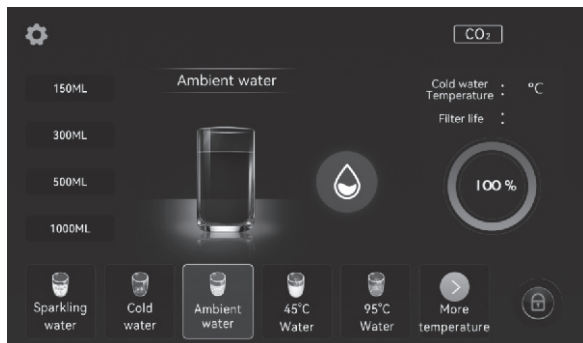 CO₂
Ambient water
150ML
300ML
500ML
1000ML
Cold water
Temperature : °C
Filter life :
100 %
Sparkling
water
Cold
water
Ambient
water
45°C
Water
95°C
Water
More
temperature